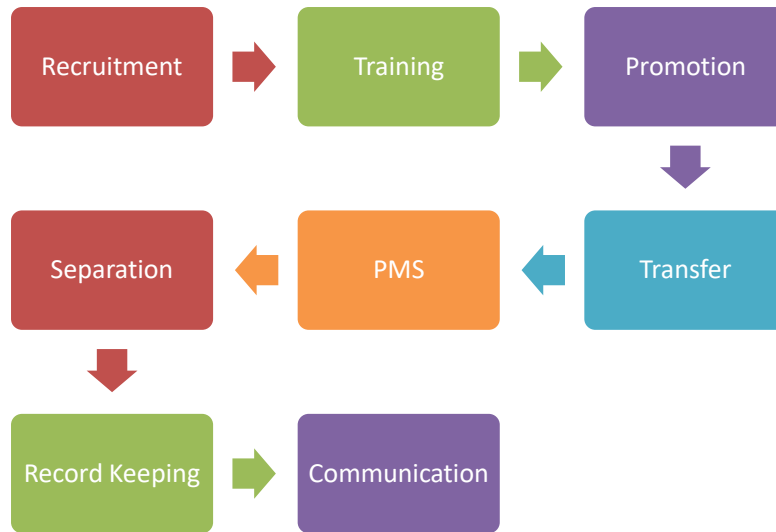 Recruitment
Training
Promotion
Transfer
PMS
Separation
Record Keeping
Communication